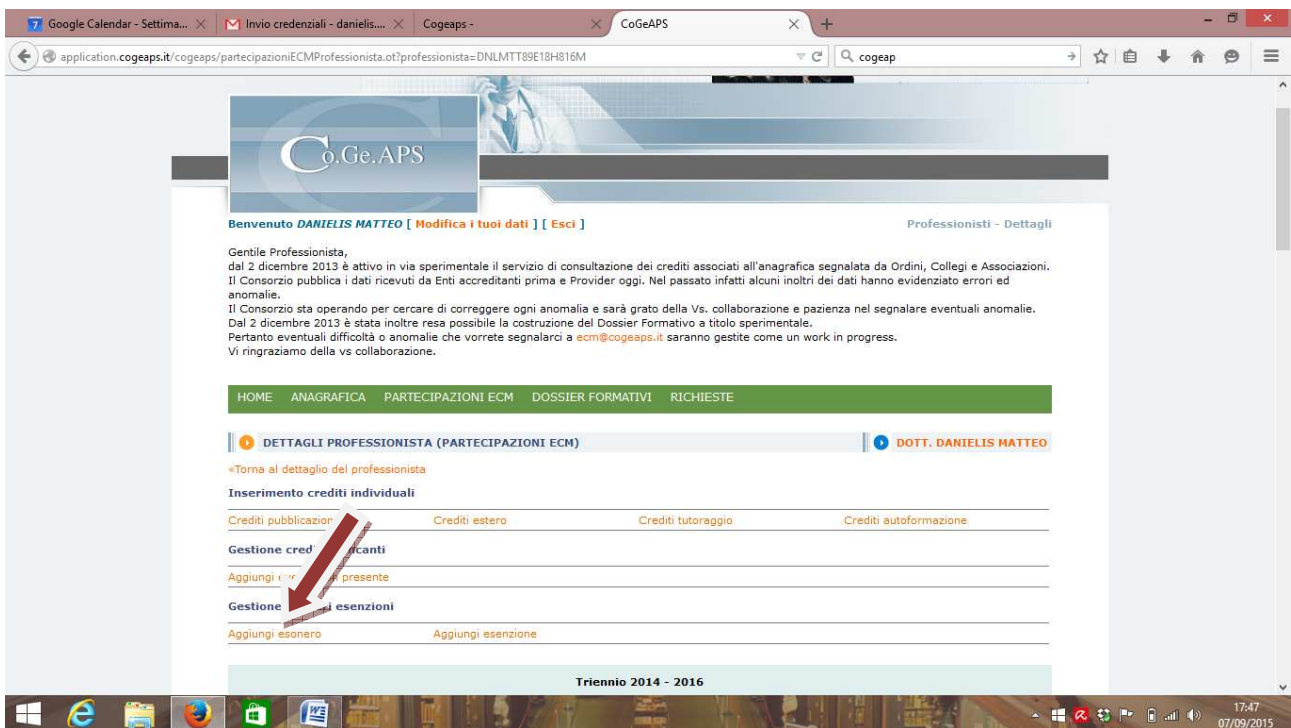 Google Calendar - Settima...
Invio credenziali - danielis....
Cogeaps -
CoGeAPS
application.cogeaps.it/cogeaps/partecipazioniECMProfessionista.ot?professionista=DNLMTT89E18H816M
cogeap
Co.Ge.APS
Benvenuto DANIELIS MATTEO [ Modifica i tuoi dati ] [ Esci ]
Professionisti - Dettagli
Gentile Professionista,
dal 2 dicembre 2013 è attivo in via sperimentale il servizio di consultazione dei crediti associati all'anagrafica segnalata da Ordini, Collegi e Associazioni.
Il Consorzio pubblica i dati ricevuti da Enti accreditanti prima e Provider oggi. Nel passato infatti alcuni inoltri dei dati hanno evidenziato errori ed
anomalie.
Il Consorzio sta operando per cercare di correggere ogni anomalia e sarà grato della Vs. collaborazione e pazienza nel segnalare eventuali anomalie.
Dal 2 dicembre 2013 è stata inoltre resa possibile la costruzione del Dossier Formativo a titolo sperimentale.
Pertanto eventuali difficoltà o anomalie che vorrete segnalarci a ecm@cogeaps.it saranno gestite come un work in progress.
Vi ringraziamo della vs collaborazione.
HOME ANAGRAFICA PARTECIPAZIONI ECM DOSSIER FORMATIVI RICHIESTE
DETTAGLI PROFESSIONISTA (PARTECIPAZIONI ECM)
DOTT. DANIELIS MATTEO
«Torna al dettaglio del professionista
Inserimento crediti individuali
Crediti Crediti estero Crediti tutoraggio Crediti autoformazione
Gestione
Aggiungi presente
Gestione esenzioni
Aggiungi esonero Aggiungi esenzione
Triennio 2014 - 2016
17:47
07/09/2015